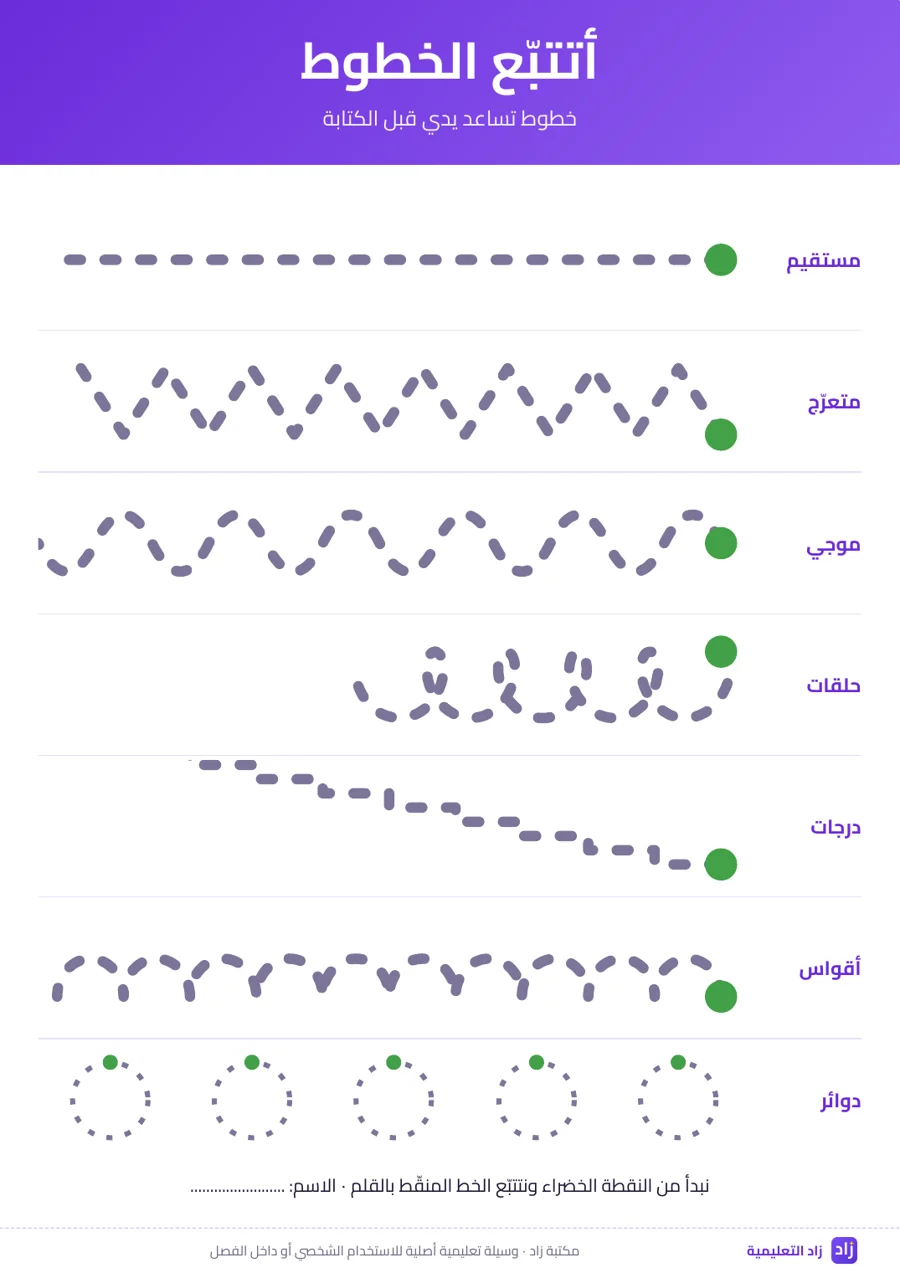 أتتبّع الخطوط
خطوط تساعد يدي قبل الكتابة
مستقيم
متعرّج
موجي
حلقات
درجات
أقواس
دوائر
نبدأ من النقطة الخضراء ونتتبّع الخط المنقّط بالقلم · الاسم: ........................
زاد زاد التعليمية مكتبة زاد · وسيلة تعليمية أصلية للاستخدام الشخصي أو داخل الفصل